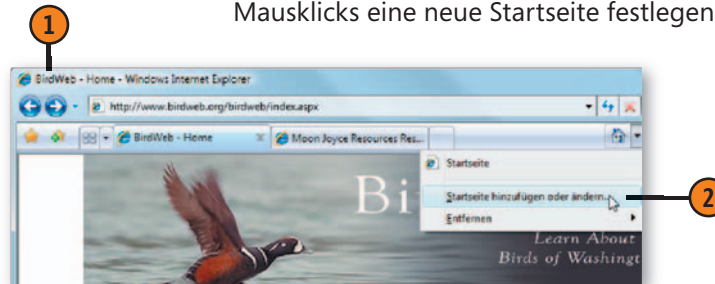 Mausklicks eine neue Startseite festlegen
1
BirdWeb - Home - Windows Internet Explorer
http://www.birdweb.org/birdweb/index.aspx
BirdWeb - Home
Moon Joyce Resources Res...
Startseite
Startseite hinzufügen oder ändern...
2
Entfernen
Bi
Learn About
Birds of Washingt